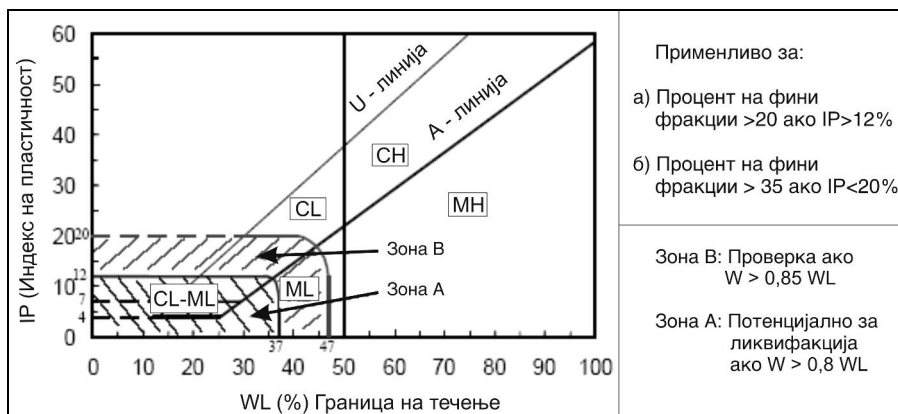 60
50
40
30
20
20
12
10
7
4
0
IP (Индекс на пластичност)
U - линија
A - линија
CH
MH
CL
Зона B
ML
CL-ML
Зона A
37
47
0 10 20 30 40 50 60 70 80 90 100
WL (%) Граница на течење
Применливо за:
а) Процент на фини
фракции >20 ако IP>12%
б) Процент на фини
фракции > 35 ако IP<20%
Зона B: Проверка ако
W > 0,85 WL
Зона A: Потенцијално за
ликвифакција
ако W > 0,8 WL